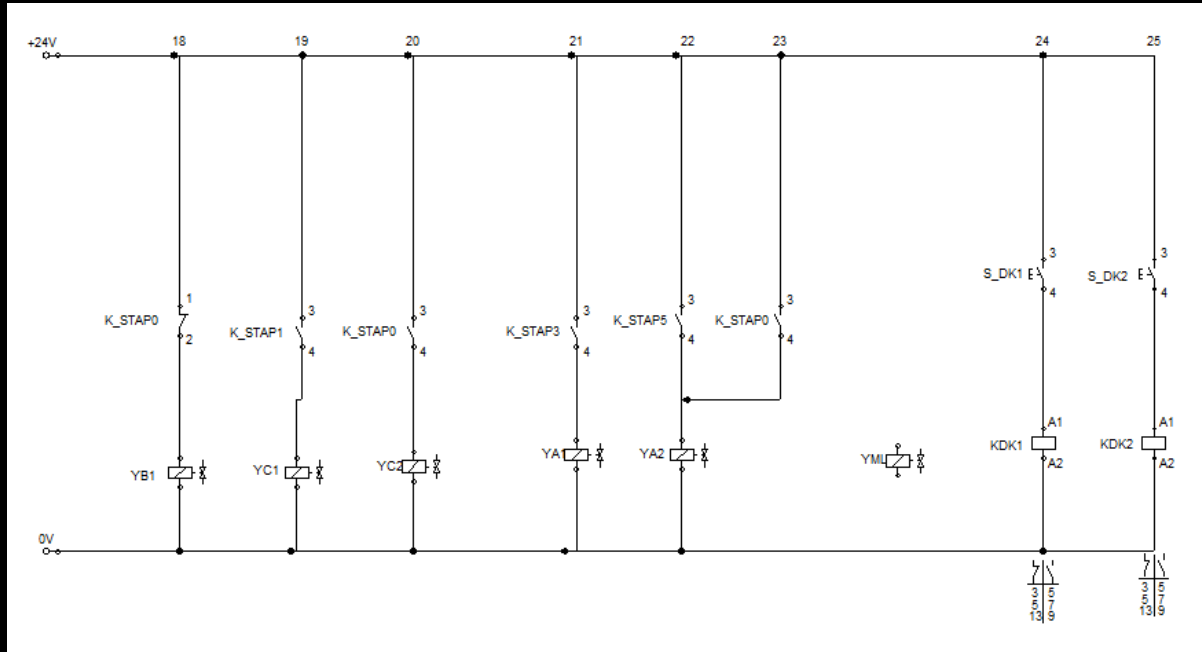 +24V 18 19 20 21 22 23 24 25
3 3
S_DK1 S_DK2
4 4
1 3 3 3 3 3
K_STAP0 K_STAP1 K_STAP0 K_STAP3 K_STAP5 K_STAP0
2 4 4 4 4 4
A1 A1
YB1 YC1 YC2 YA1 YA2 YML KDK1 KDK2
A2 A2
0V
3 5 3 5
5 7 5 7
13 9 13 9